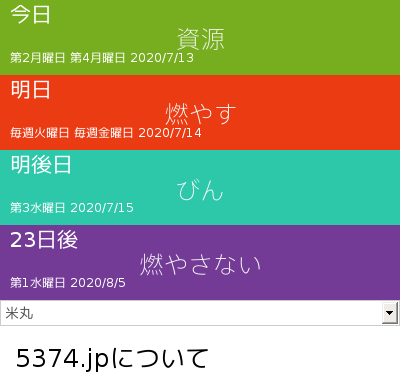 今日
資源
第2月曜日 第4月曜日 2020/7/13
明日
燃やす
毎週火曜日 毎週金曜日 2020/7/14
明後日
びん
第3水曜日 2020/7/15
23日後
燃やさない
第1水曜日 2020/8/5
米丸
5374.jpについて